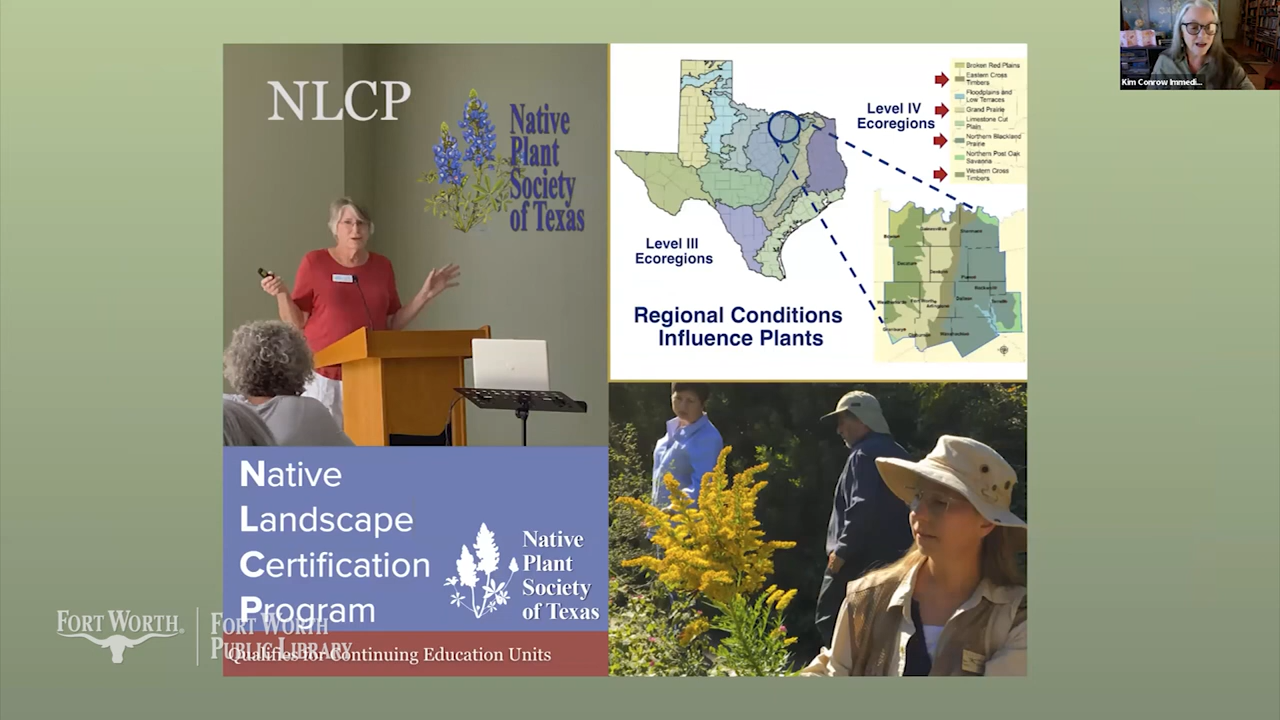 Kim Conrow Immedi...
NLCP
Native
Plant
Society
of Texas
Level IV
Ecoregions
Broken Red Plains
Eastern Cross
Timbers
Floodplains and
Low Terraces
Grand Prairie
Limestone Cut
Plain
Northern Blackland
Prairie
Northern Post Oak
Savanna
Western Cross
Timbers
Level III
Ecoregions
Regional Conditions
Influence Plants
Native
Landscape
Certification
Program
Native
Plant
Society
of Texas
Qualifies for Continuing Education Units
FORT WORTH®
FORT WORTH
PUBLIC LIBRARY